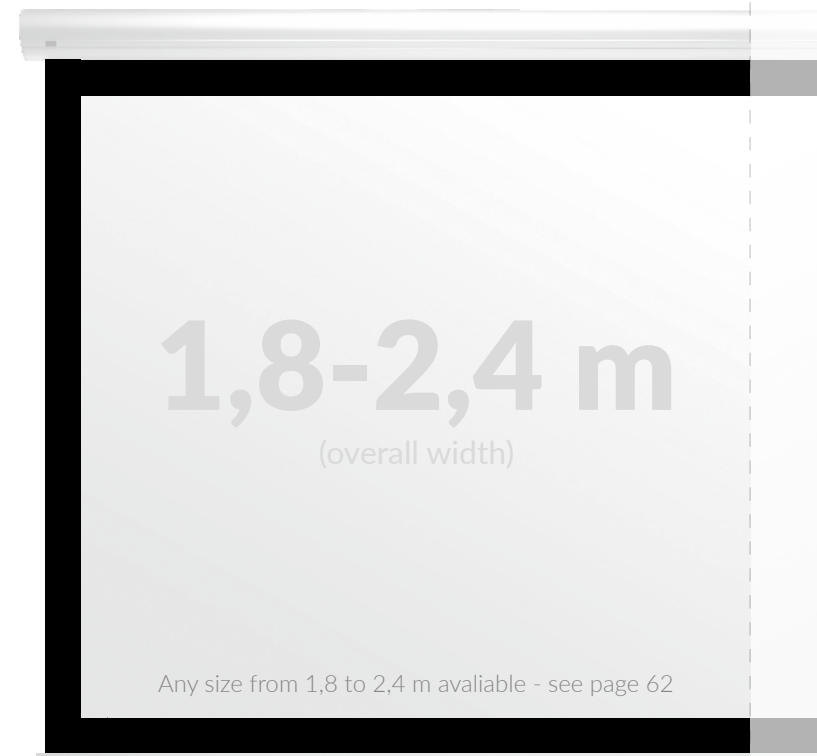 1,8-2,4 m
(overall width)
Any size from 1,8 to 2,4 m avaliable - see page 62